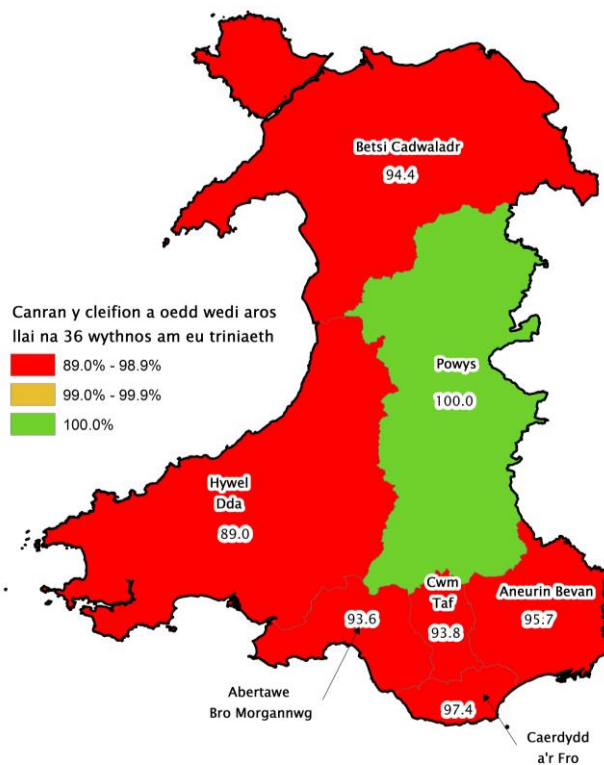 Betsi Cadwaladr
94.4
Canran y cleifion a oedd wedi aros
llai na 36 wythnos am eu triniaeth
89.0% - 98.9%
99.0% - 99.9%
100.0%
Powys
100.0
Hywel
Dda
89.0
Cwm
Taf
93.8
Aneurin Bevan
95.7
93.6
Abertawe
Bro Morgannwg
97.4
Caerdydd
a'r Fro